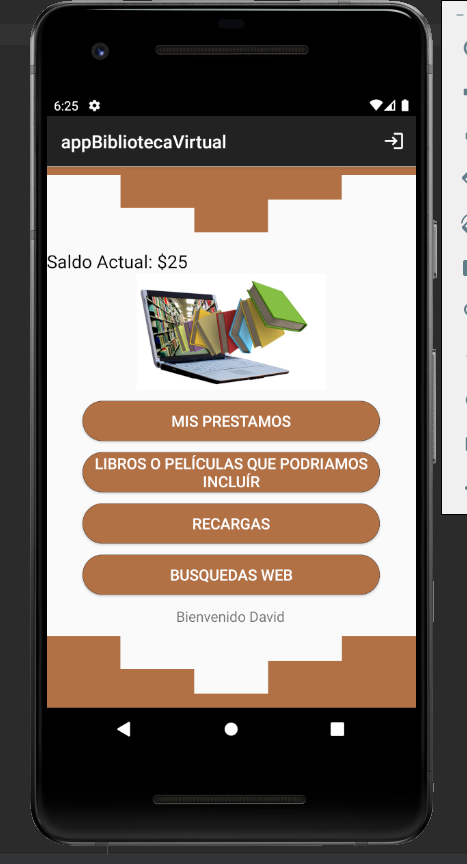 6:25
appBibliotecaVirtual
Saldo Actual: $25
MIS PRESTAMOS
LIBROS O PELÍCULAS QUE PODRIAMOS
INCLUÍR
RECARGAS
BUSQUEDAS WEB
Bienvenido David